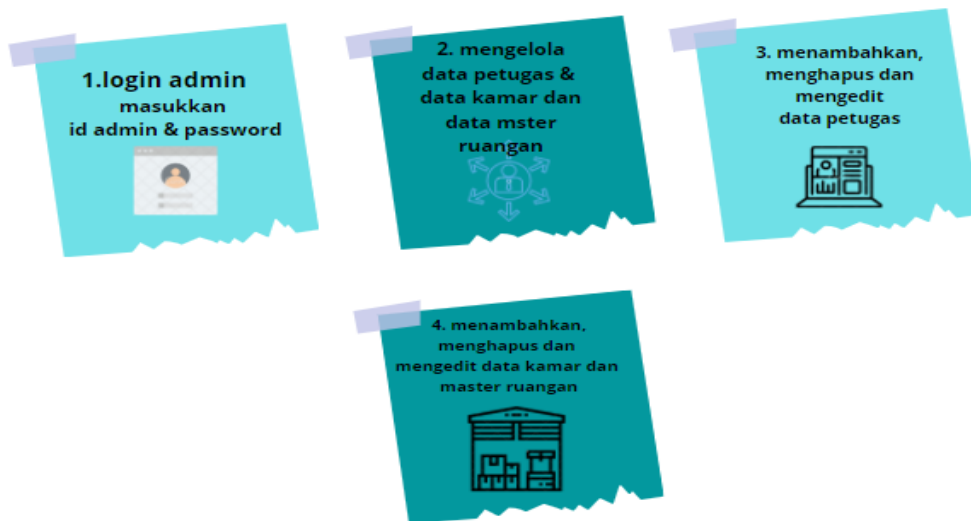 1.login admin
masukkan
id admin & password
2. mengelola
data petugas &
data kamar dan
data mster
ruangan
3. menambahkan,
menghapus dan
mengedit
data petugas
4. menambahkan,
menghapus dan
mengedit data kamar dan
master ruangan